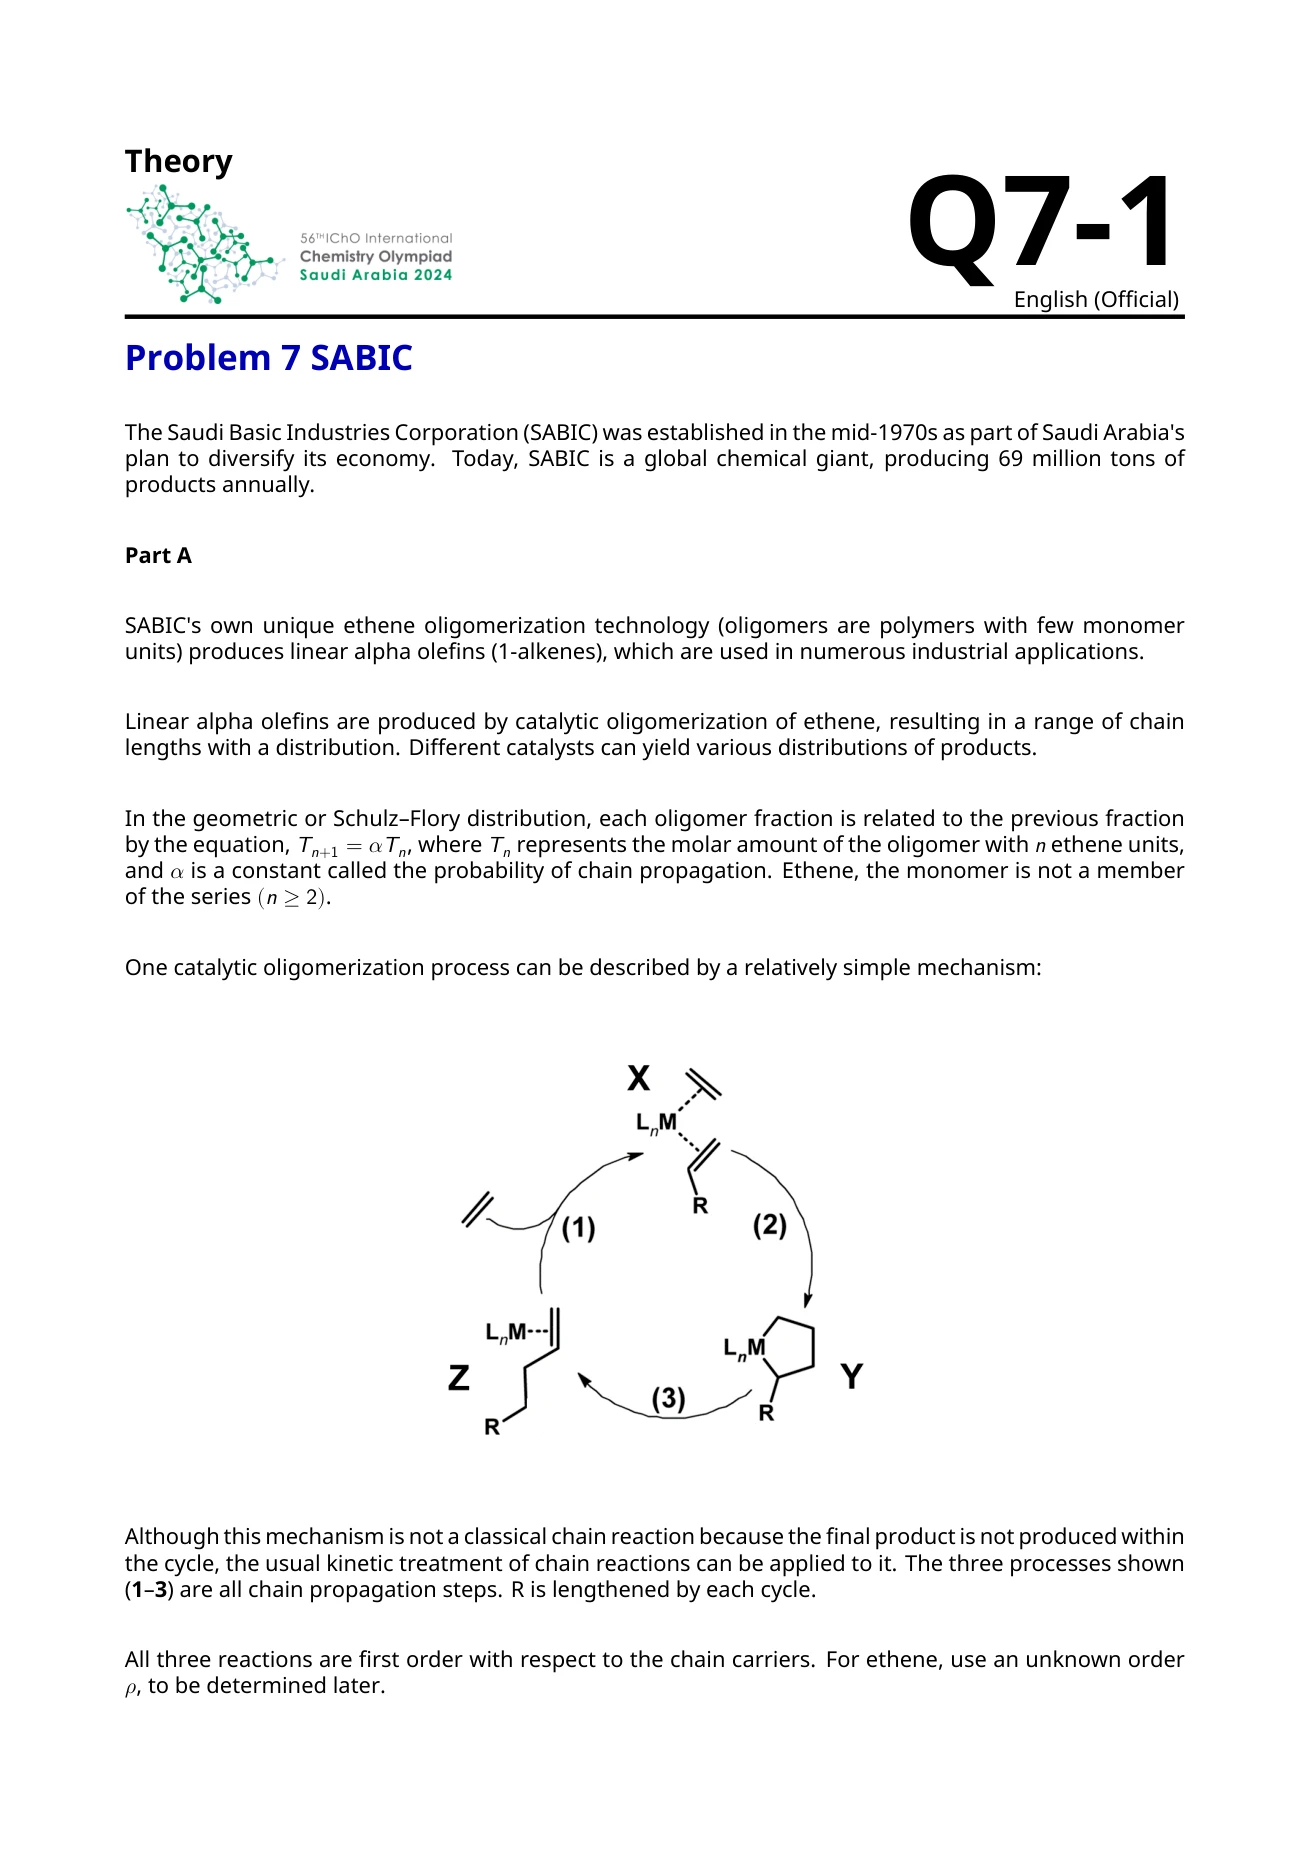 Theory
56THIChO International
Chemistry Olympiad
Saudi Arabia 2024
Q7-1
English (Official)
Problem 7 SABIC
The Saudi Basic Industries Corporation (SABIC) was established in the mid-1970s as part of Saudi Arabia's
plan to diversify its economy. Today, SABIC is a global chemical giant, producing 69 million tons of
products annually.
Part A
SABIC's own unique ethene oligomerization technology (oligomers are polymers with few monomer
units) produces linear alpha olefins (1-alkenes), which are used in numerous industrial applications.
Linear alpha olefins are produced by catalytic oligomerization of ethene, resulting in a range of chain
lengths with a distribution. Different catalysts can yield various distributions of products.
In the geometric or Schulz–Flory distribution, each oligomer fraction is related to the previous fraction
by the equation, Tn+1 = αTn, where Tn represents the molar amount of the oligomer with n ethene units,
and α is a constant called the probability of chain propagation. Ethene, the monomer is not a member
of the series (n ≥ 2).
One catalytic oligomerization process can be described by a relatively simple mechanism:
X
LnM
R
(1)
(2)
LnM
Z
R
LnM
Y
R
(3)
Although this mechanism is not a classical chain reaction because the final product is not produced within
the cycle, the usual kinetic treatment of chain reactions can be applied to it. The three processes shown
(1–3) are all chain propagation steps. R is lengthened by each cycle.
All three reactions are first order with respect to the chain carriers. For ethene, use an unknown order
ρ, to be determined later.